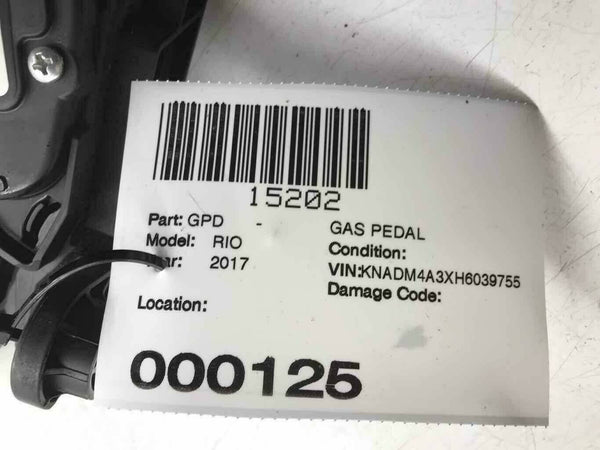 15202
Part: GPD - GAS PEDAL
Model: RIO Condition:
2017 VIN:KNADM4A3XH6039755
Damage Code:
Location:
000125